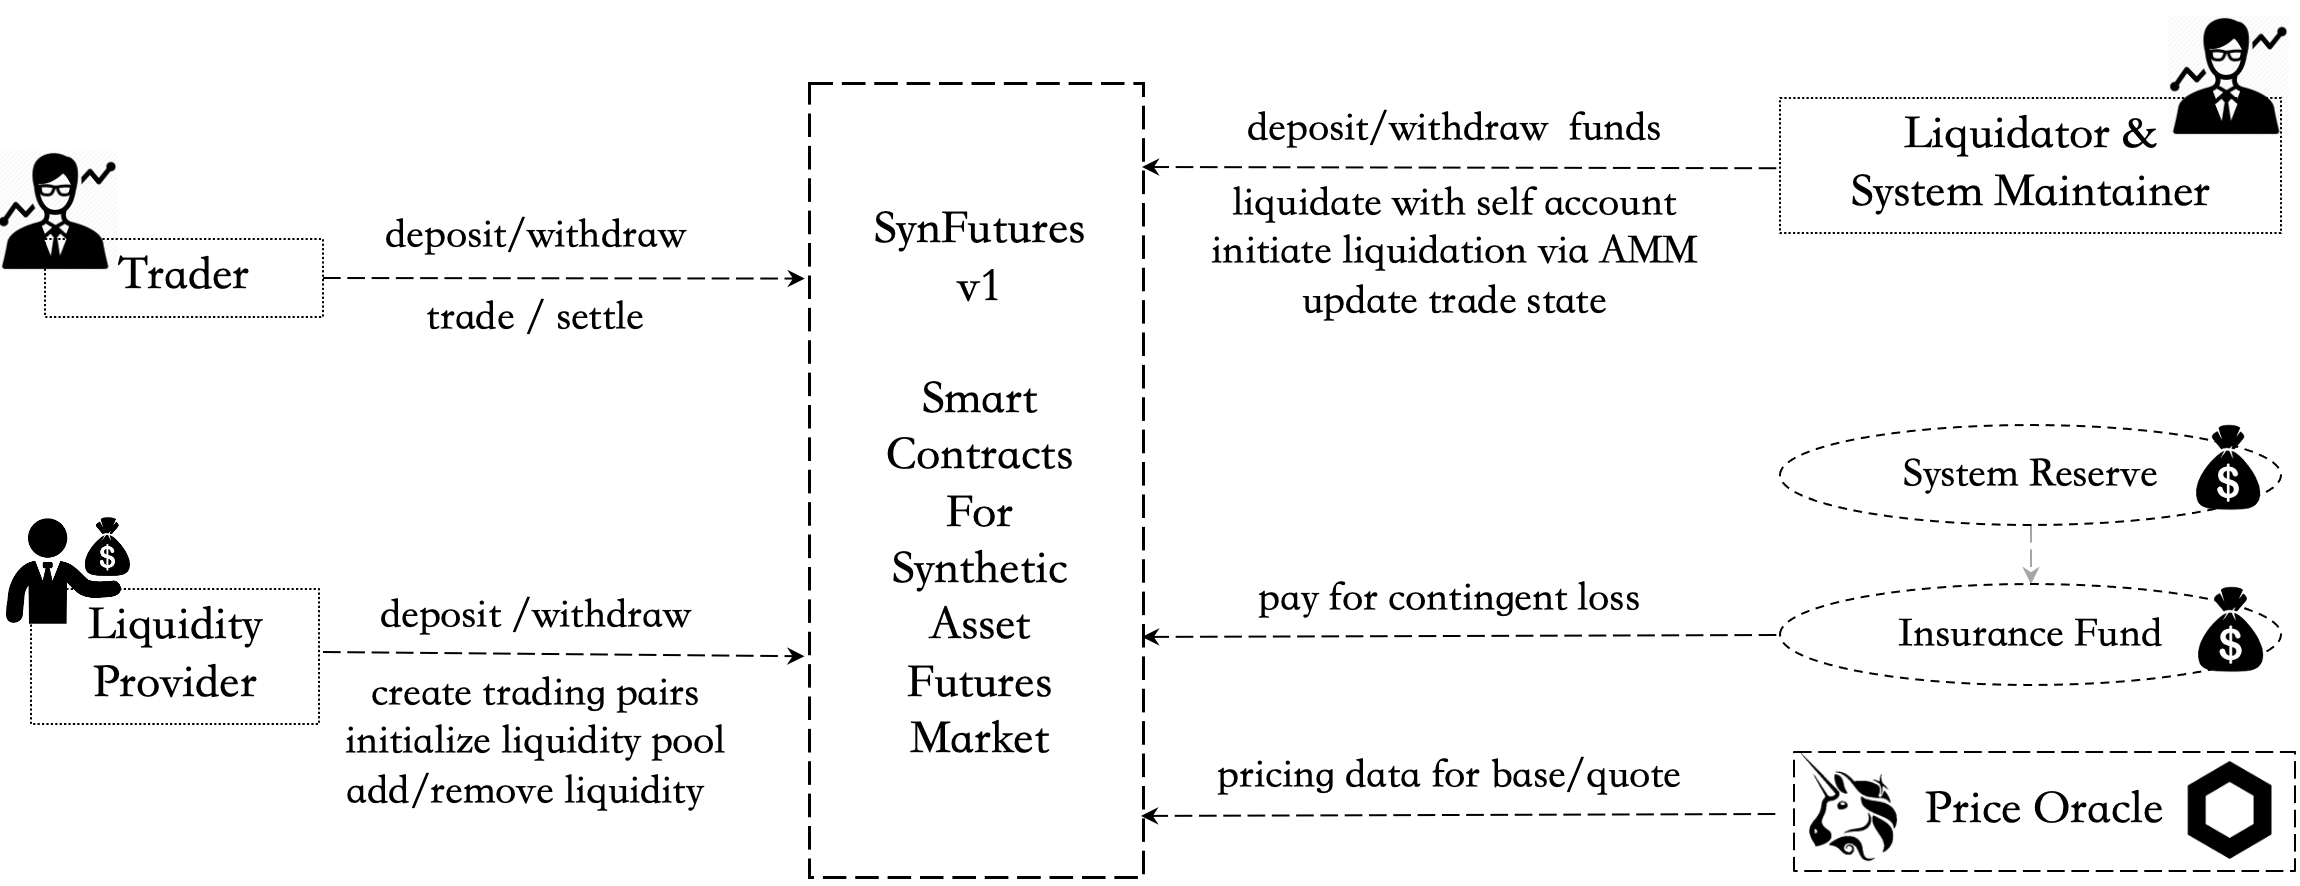 Trader
deposit/withdraw
trade / settle
Liquidity
Provider
deposit /withdraw
create trading pairs
initialize liquidity pool
add/remove liquidity
SynFutures
v1
Smart
Contracts
For
Synthetic
Asset
Futures
Market
deposit/withdraw  funds
liquidate with self account
initiate liquidation via AMM
update trade state
Liquidator &
System Maintainer
System Reserve
$
pay for contingent loss
Insurance Fund
$
pricing data for base/quote
Price Oracle
$